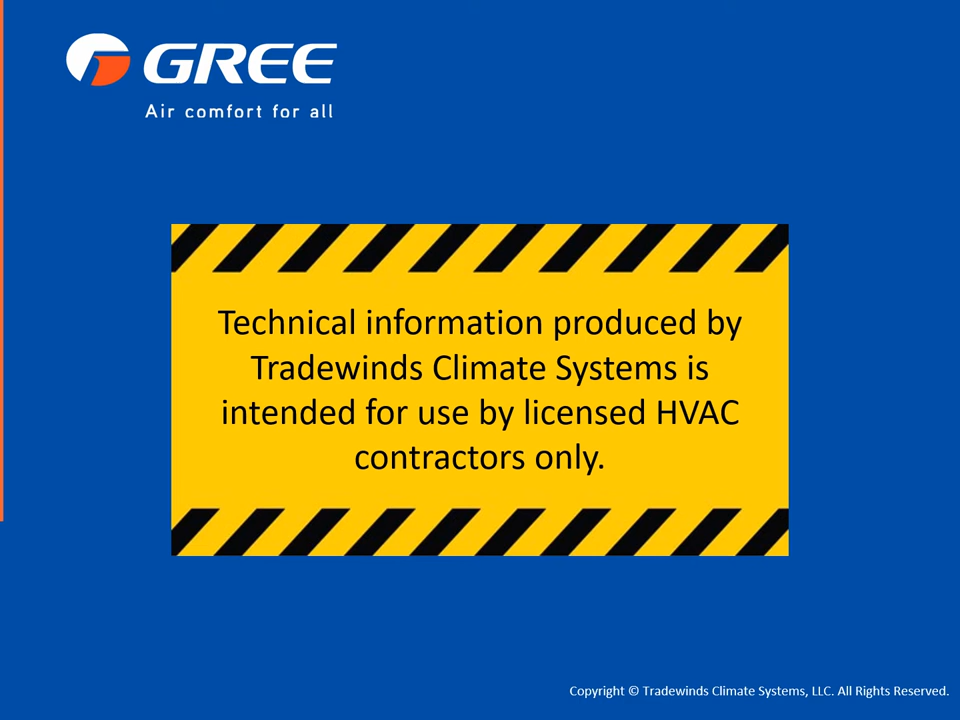 GREE
Air comfort for all
Technical information produced by
Tradewinds Climate Systems is
intended for use by licensed HVAC
contractors only.
Copyright © Tradewinds Climate Systems, LLC. All Rights Reserved.